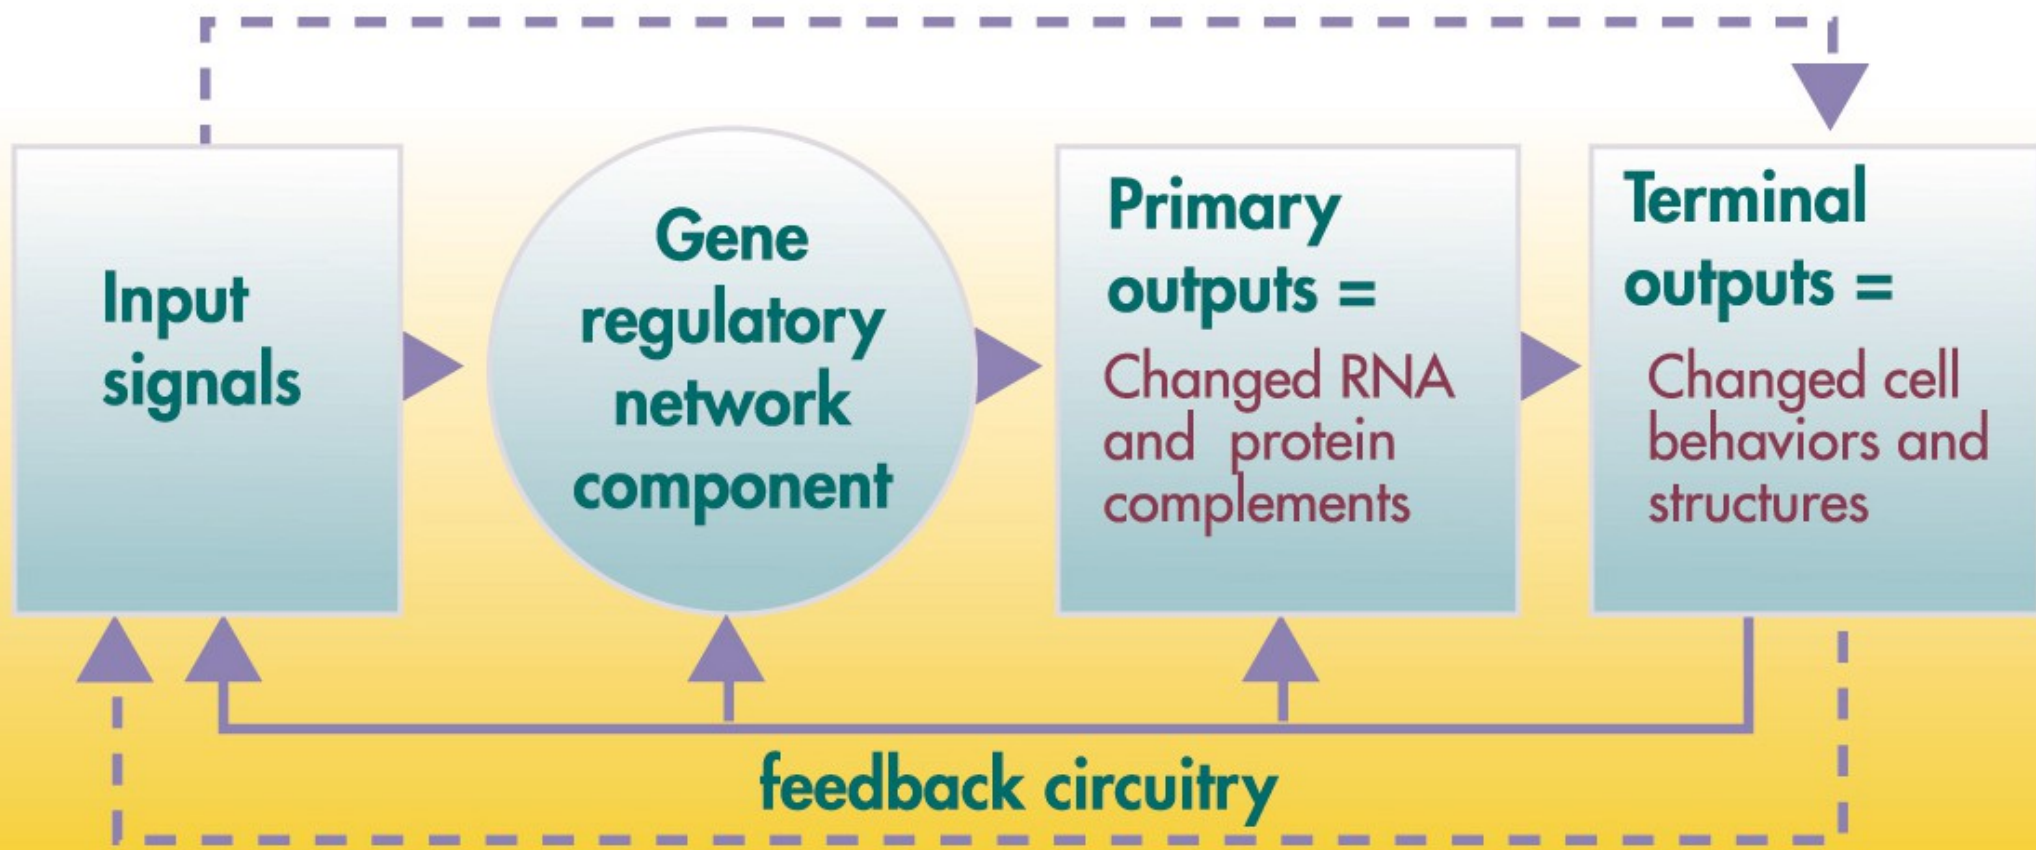 Input
signals
Gene
regulatory
network
component
Primary
outputs =
Changed RNA
and protein
complements
Terminal
outputs =
Changed cell
behaviors and
structures
feedback circuitry